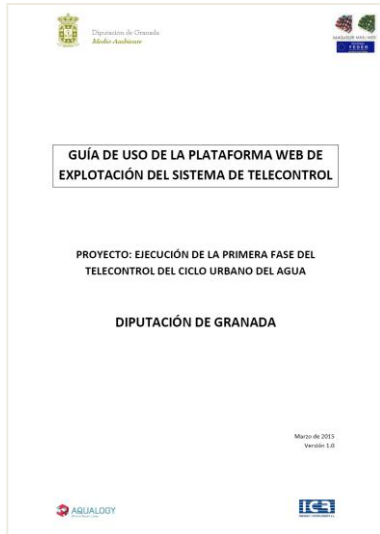 Diputación de Granada
Medio Ambiente
FEDER
GUÍA DE USO DE LA PLATAFORMA WEB DE
EXPLOTACIÓN DEL SISTEMA DE TELECONTROL
PROYECTO: EJECUCIÓN DE LA PRIMERA FASE DEL
TELECONTROL DEL CICLO URBANO DEL AGUA
DIPUTACIÓN DE GRANADA
Marzo de 2015
Versión 1.0
AQUALOGY
ICA